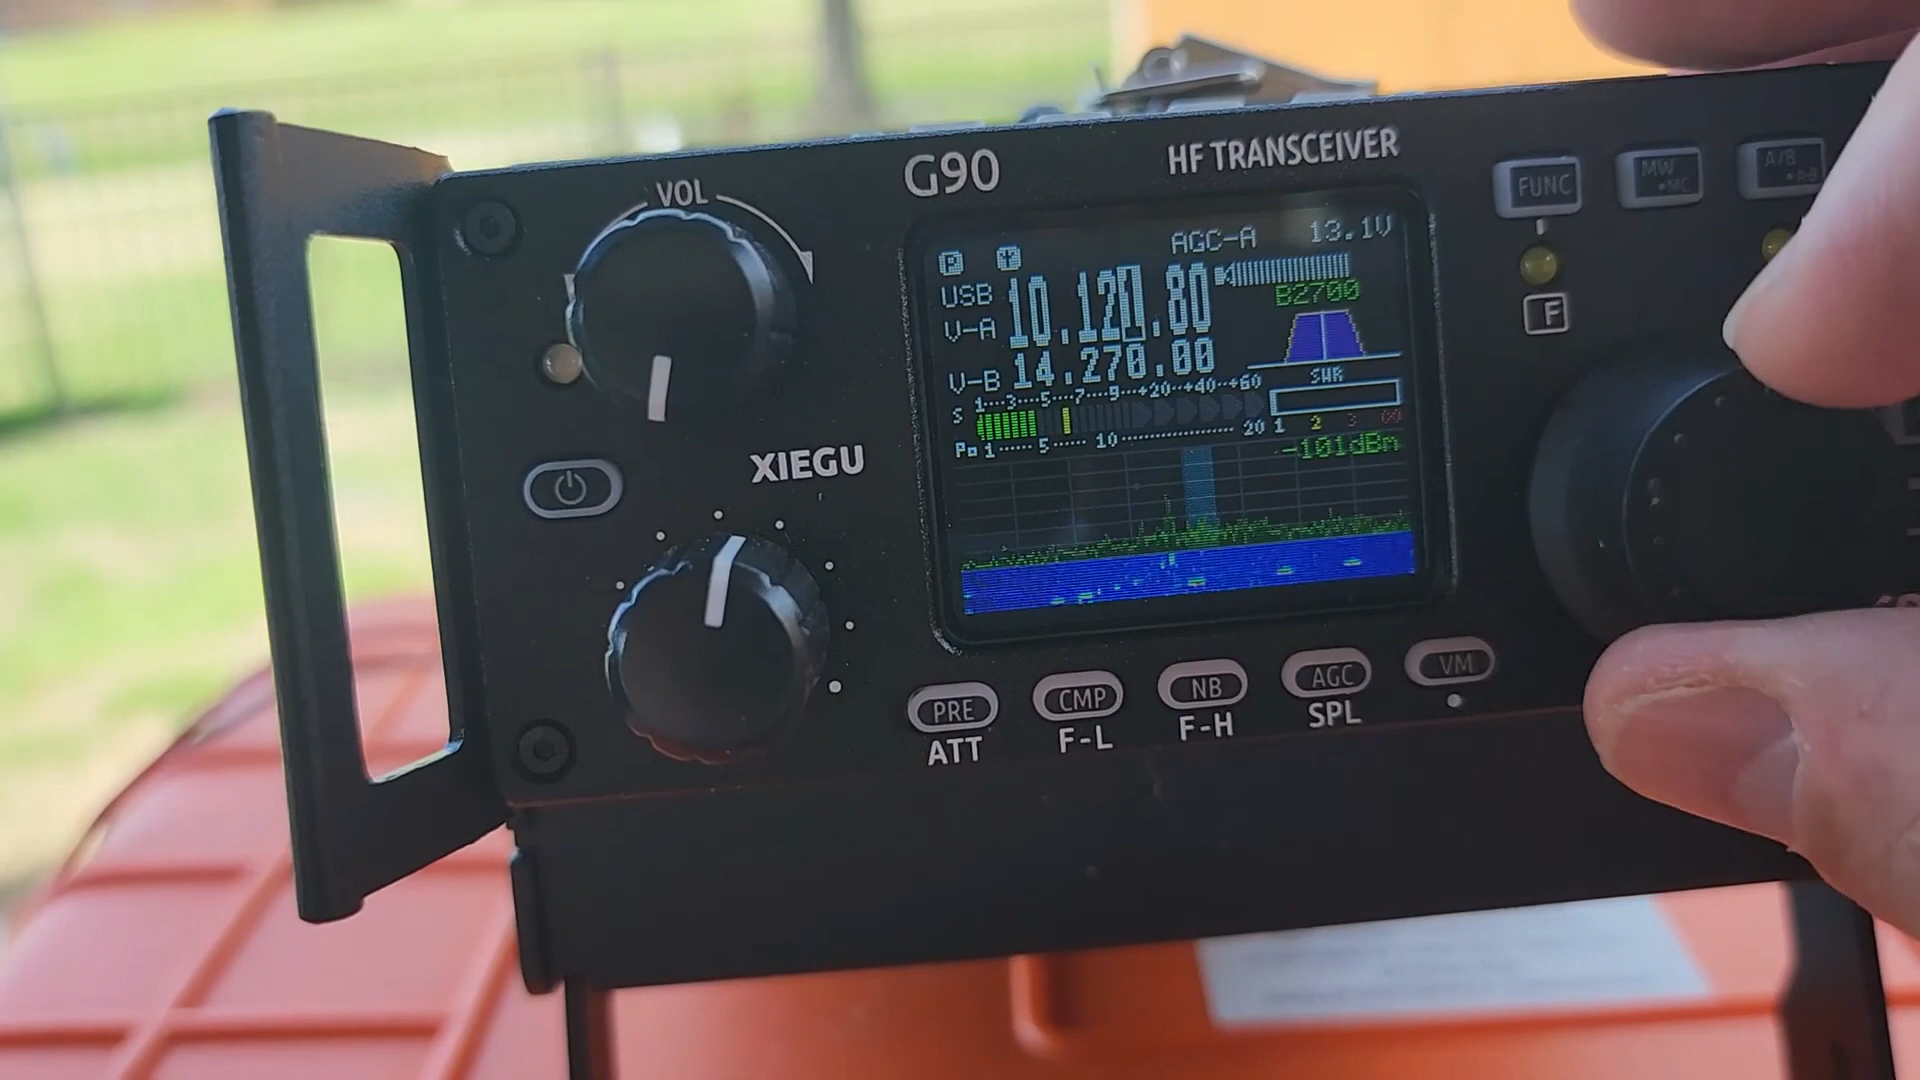 VOL
G90
HF TRANSCEIVER
FUNC
MW
•MC
A/B
F
P
AGC-A
13.1V
USB
10.120.80
B2700
V-A
V-B
14.270.00
SWR
S
1···3···5···7···9···+20··+40··+60
Po 1······5······10···············20
1 2 3 ∞
-101dBm
XIEGU
PRE
CMP
NB
AGC
VM
ATT
F-L
F-H
SPL